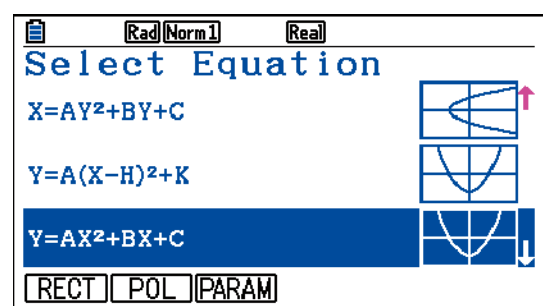 Rad Norm1 Real
Select Equation
X=AY²+BY+C
Y=A(X-H)²+K
Y=AX²+BX+C
RECT POL PARAM